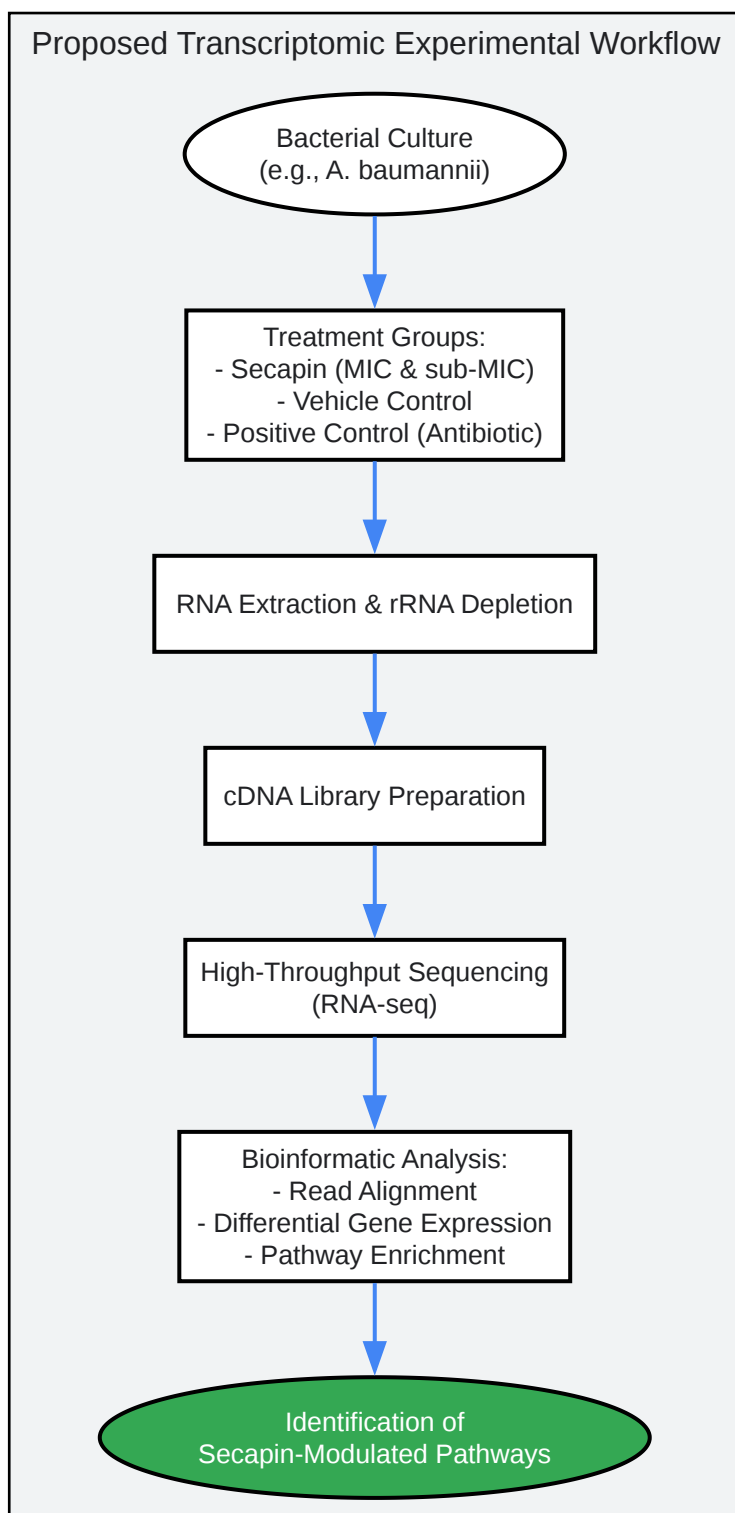 Proposed Transcriptomic Experimental Workflow
Bacterial Culture
(e.g., A. baumannii)
Treatment Groups:
- Secapin (MIC & sub-MIC)
- Vehicle Control
- Positive Control (Antibiotic)
RNA Extraction & rRNA Depletion
cDNA Library Preparation
High-Throughput Sequencing
(RNA-seq)
Bioinformatic Analysis:
- Read Alignment
- Differential Gene Expression
- Pathway Enrichment
Identification of
Secapin-Modulated Pathways